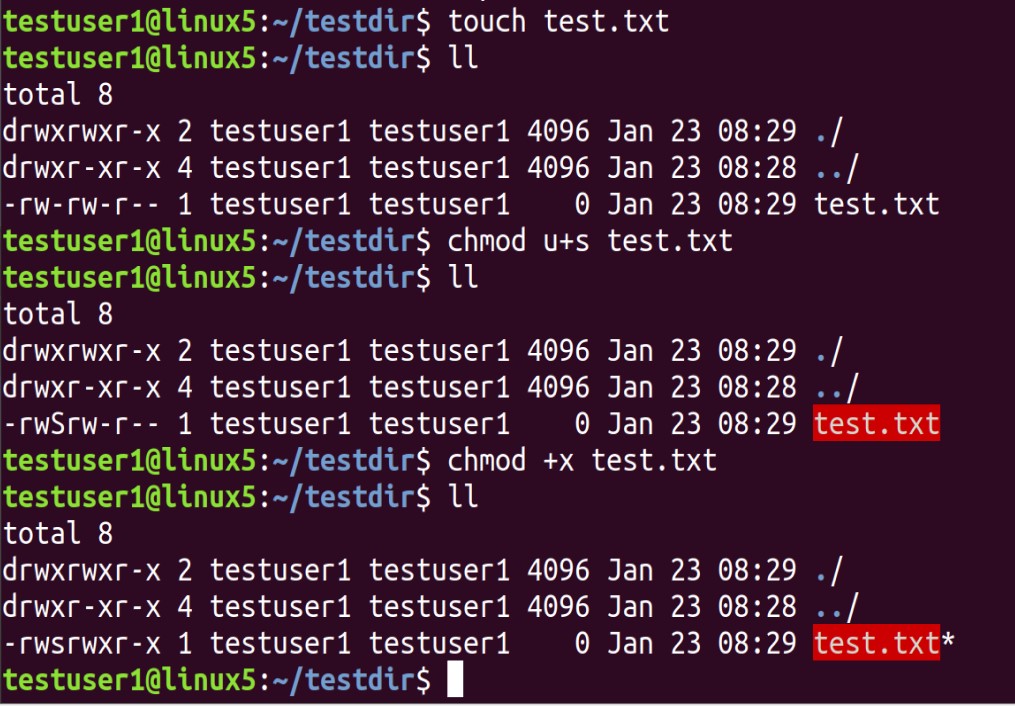 testuser1@linux5:~/testdir$ touch test.txt
testuser1@linux5:~/testdir$ ll
total 8
drwxrwxr-x 2 testuser1 testuser1 4096 Jan 23 08:29 ./
drwxr-xr-x 4 testuser1 testuser1 4096 Jan 23 08:28 ../
-rw-rw-r-- 1 testuser1 testuser1    0 Jan 23 08:29 test.txt
testuser1@linux5:~/testdir$ chmod u+s test.txt
testuser1@linux5:~/testdir$ ll
total 8
drwxrwxr-x 2 testuser1 testuser1 4096 Jan 23 08:29 ./
drwxr-xr-x 4 testuser1 testuser1 4096 Jan 23 08:28 ../
-rwSrw-r-- 1 testuser1 testuser1    0 Jan 23 08:29 test.txt
testuser1@linux5:~/testdir$ chmod +x test.txt
testuser1@linux5:~/testdir$ ll
total 8
drwxrwxr-x 2 testuser1 testuser1 4096 Jan 23 08:29 ./
drwxr-xr-x 4 testuser1 testuser1 4096 Jan 23 08:28 ../
-rwsrwxr-x 1 testuser1 testuser1    0 Jan 23 08:29 test.txt*
testuser1@linux5:~/testdir$